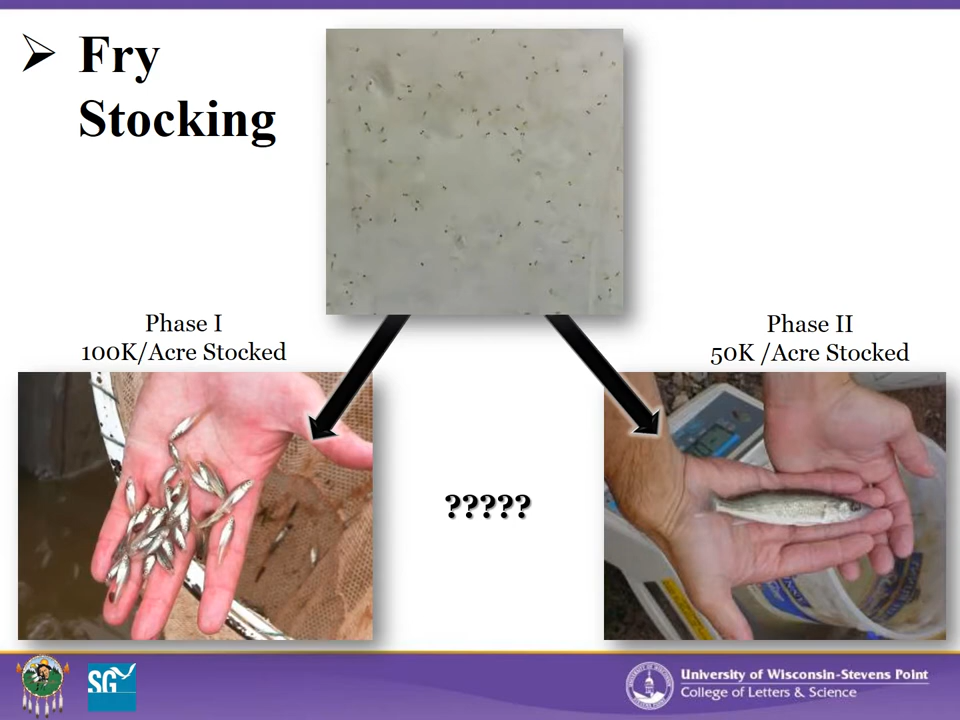 Fry
Stocking
Phase I
100K/Acre Stocked
Phase II
50K /Acre Stocked
?????
SG
University of Wisconsin-Stevens Point
College of Letters & Science